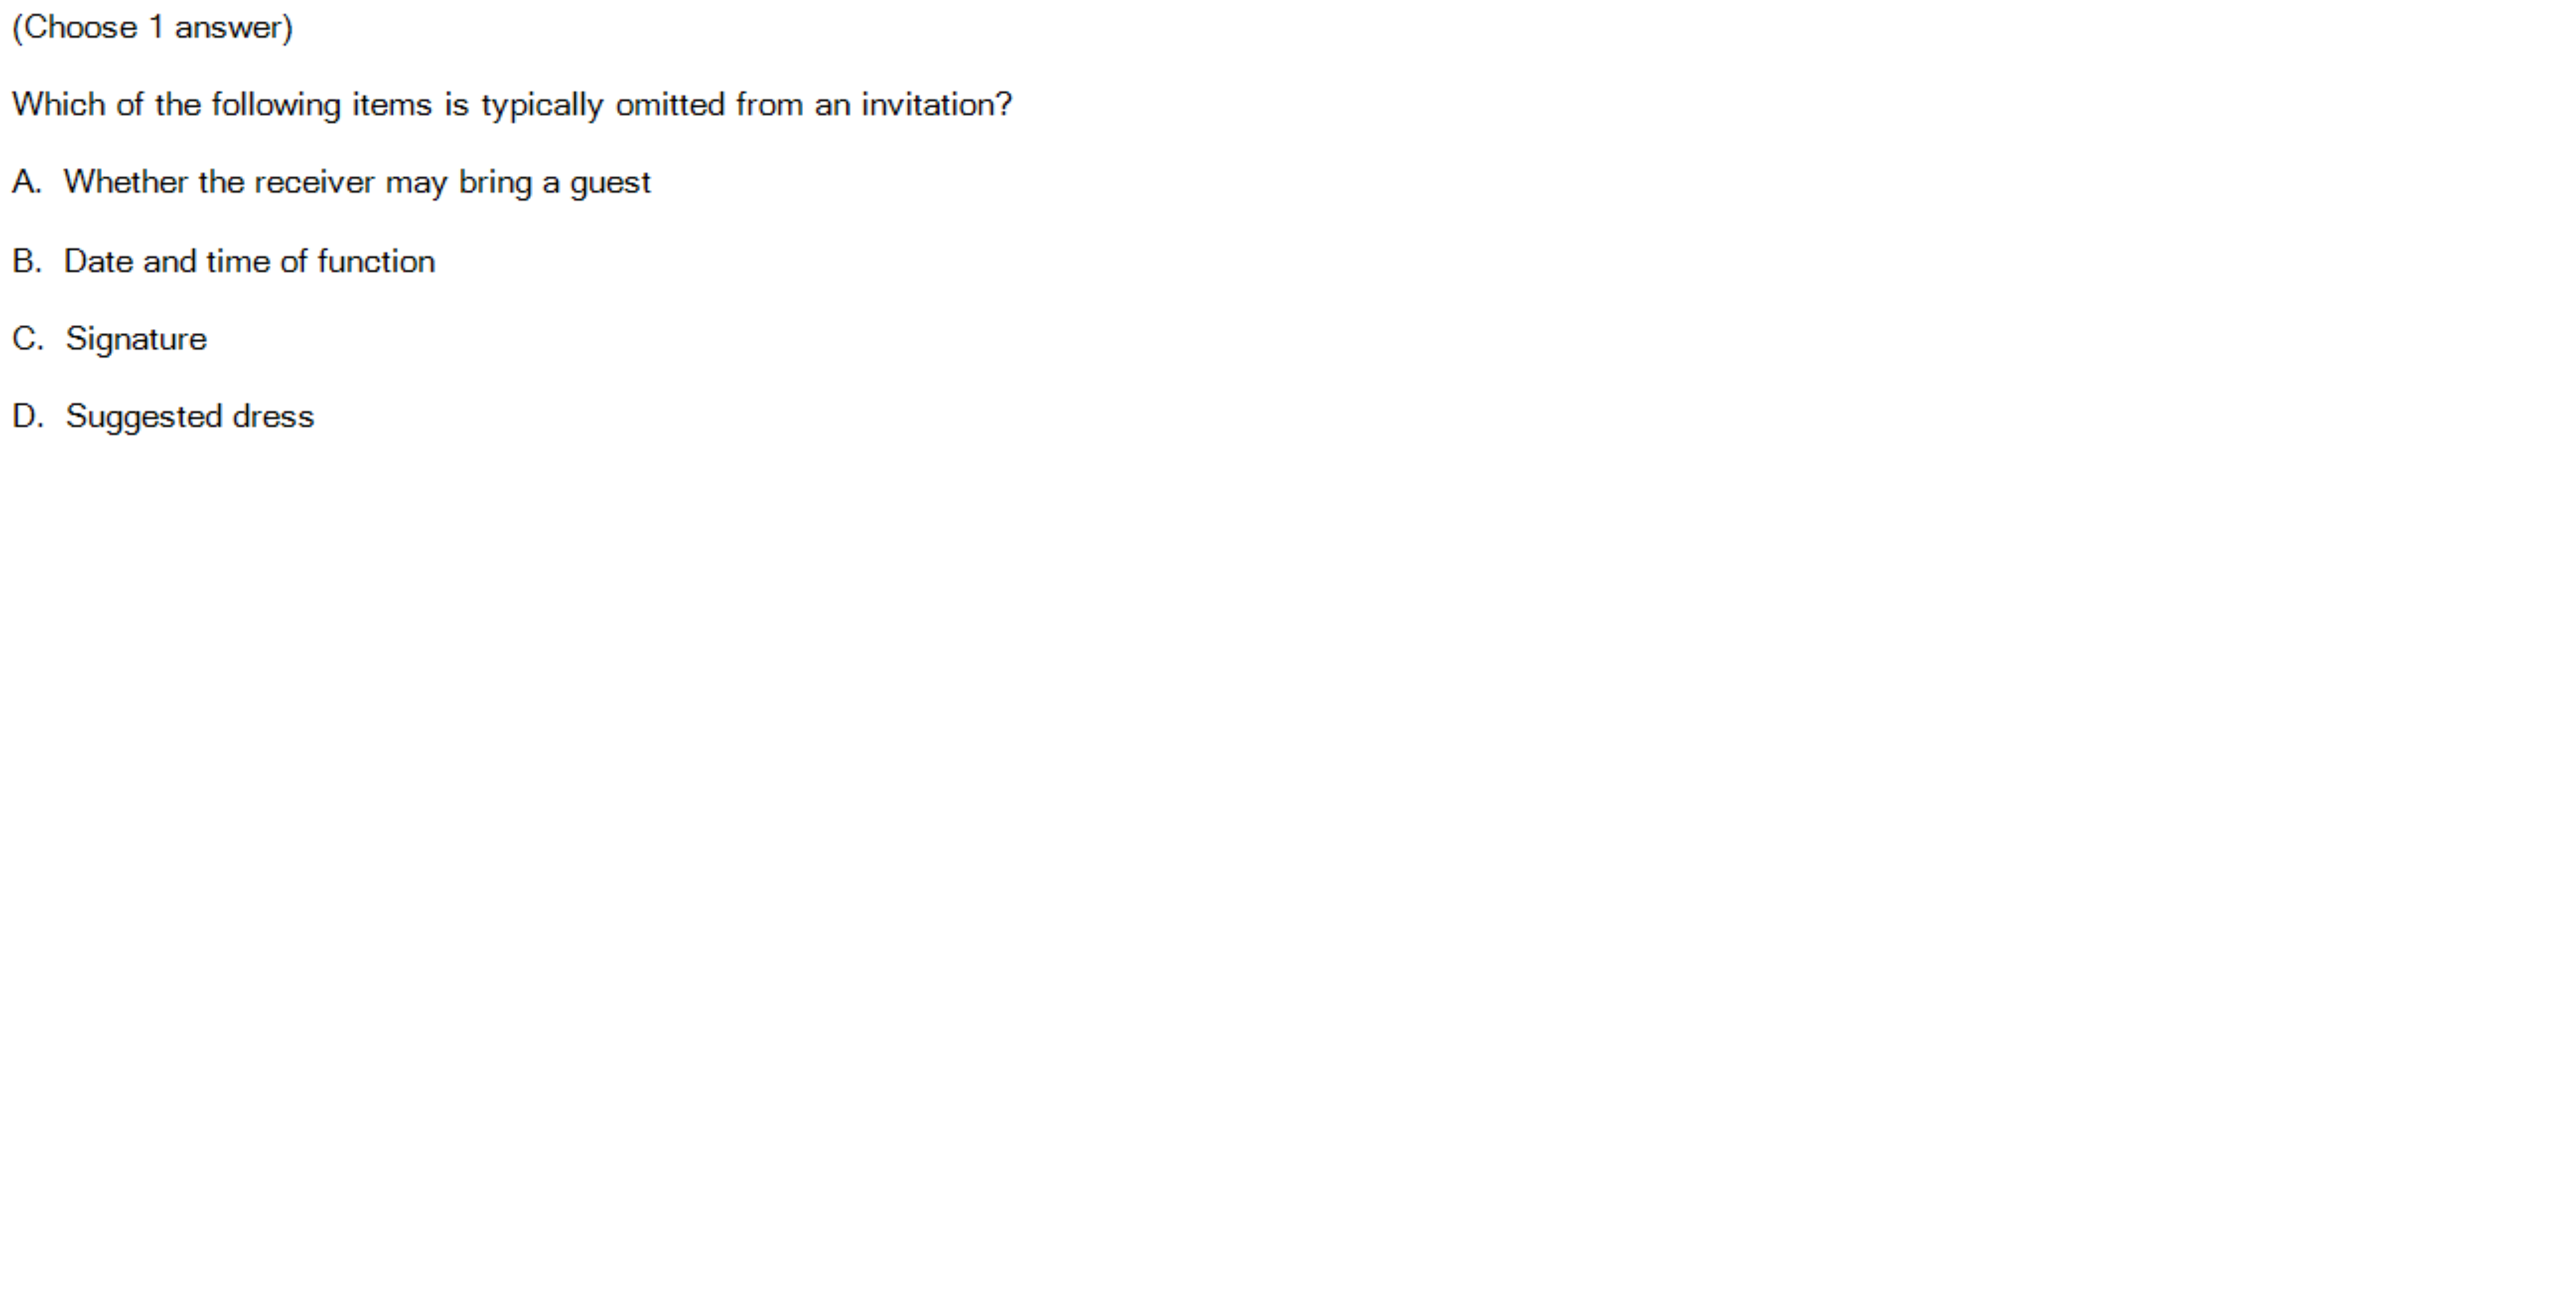 (Choose 1 answer)
Which of the following items is typically omitted from an invitation?
A. Whether the receiver may bring a guest
B. Date and time of function
C. Signature
D. Suggested dress